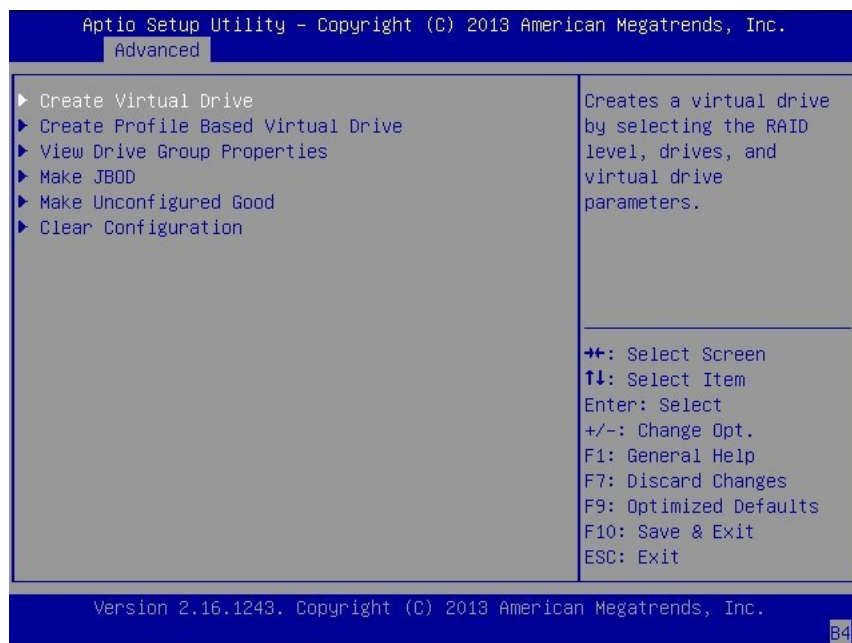 Aptio Setup Utility – Copyright (C) 2013 American Megatrends, Inc.
Advanced
▶ Create Virtual Drive
▶ Create Profile Based Virtual Drive
▶ View Drive Group Properties
▶ Make JBOD
▶ Make Unconfigured Good
▶ Clear Configuration
Creates a virtual drive
by selecting the RAID
level, drives, and
virtual drive
parameters.
→←: Select Screen
↑↓: Select Item
Enter: Select
+/-: Change Opt.
F1: General Help
F7: Discard Changes
F9: Optimized Defaults
F10: Save & Exit
ESC: Exit
Version 2.16.1243. Copyright (C) 2013 American Megatrends, Inc.
B4